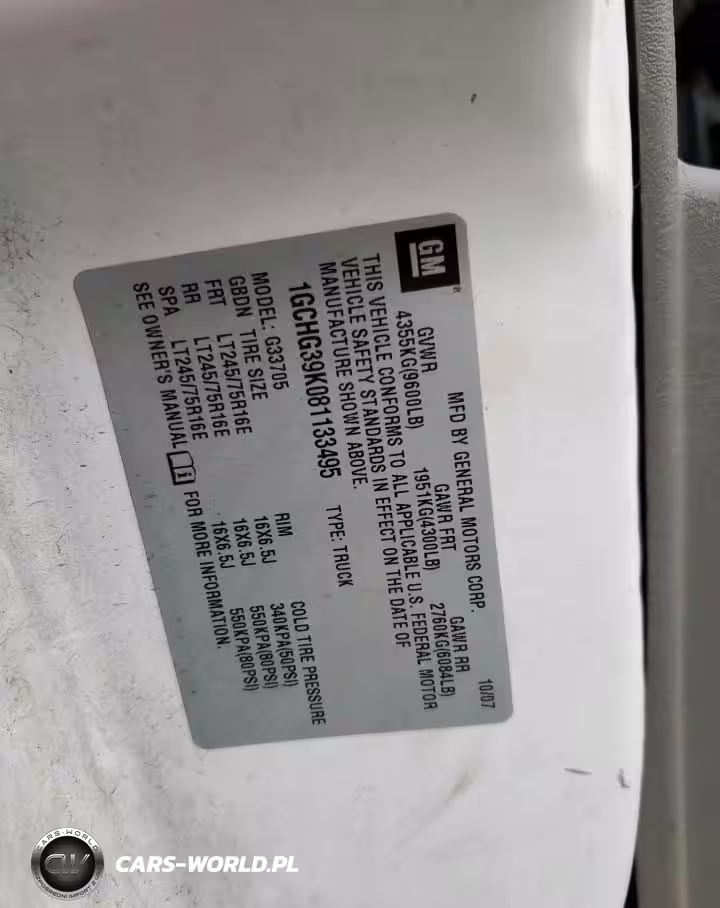 GM
®
MFD BY GENERAL MOTORS CORP. 10/07
GVWR GAWR FRT GAWR RR
4355KG(9600LB) 1951KG(4300LB) 2760KG(6084LB)
THIS VEHICLE CONFORMS TO ALL APPLICABLE U.S. FEDERAL MOTOR
VEHICLE SAFETY STANDARDS IN EFFECT ON THE DATE OF
MANUFACTURE SHOWN ABOVE.
1GCHG39K081133495 TYPE: TRUCK
MODEL: G33705
GBDN TIRE SIZE RIM COLD TIRE PRESSURE
FRT LT245/75R16E 16X6.5J 340KPA(50PSI)
RR LT245/75R16E 16X6.5J 550KPA(80PSI)
SPA LT245/75R16E 16X6.5J 550KPA(80PSI)
SEE OWNER'S MANUAL i FOR MORE INFORMATION.
CARS-WORLD
CW
CARS-WORLD.PL